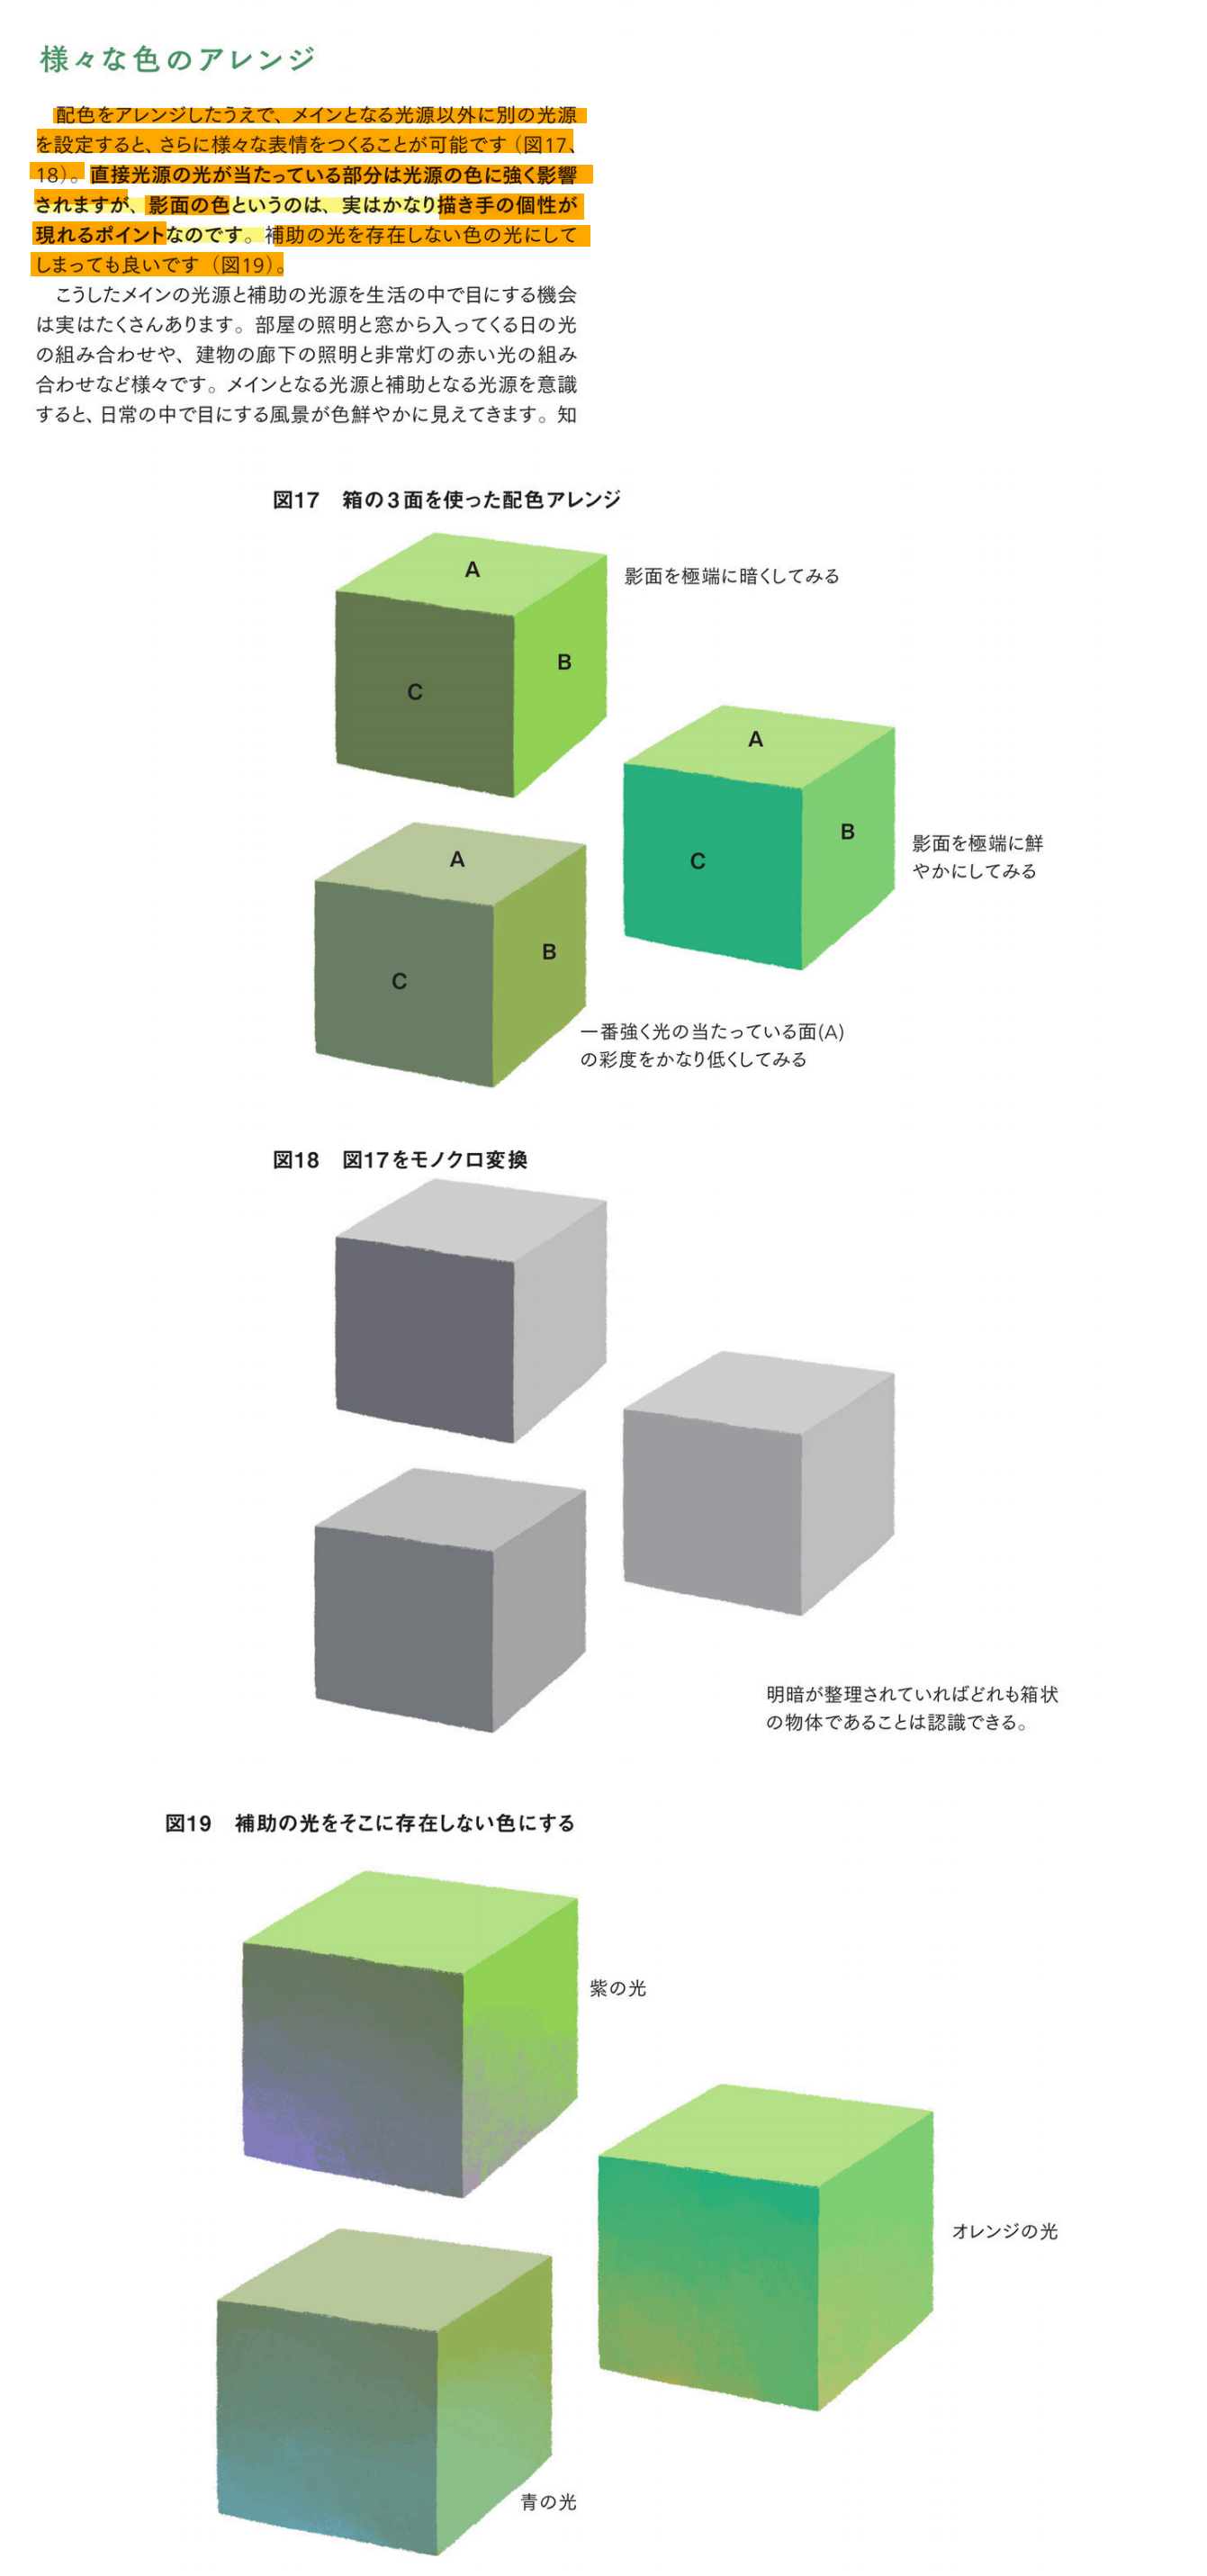 様々な色のアレンジ
配色をアレンジしたうえで、メインとなる光源以外に別の光源
を設定すると、さらに様々な表情をつくることが可能です（図17、
18）。直接光源の光が当たっている部分は光源の色に強く影響
されますが、影面の色というのは、実はかなり描き手の個性が
現れるポイントなのです。補助の光を存在しない色の光にして
しまっても良いです（図19）。
こうしたメインの光源と補助の光源を生活の中で目にする機会
は実はたくさんあります。部屋の照明と窓から入ってくる日の光
の組み合わせや、建物の廊下の照明と非常灯の赤い光の組み
合わせなど様々です。メインとなる光源と補助となる光源を意識
すると、日常の中で目にする風景が色鮮やかに見えてきます。知
図17　箱の3面を使った配色アレンジ
A
B
C
影面を極端に暗くしてみる
A
B
C
影面を極端に鮮
やかにしてみる
A
B
C
一番強く光の当たっている面(A)
の彩度をかなり低くしてみる
図18　図17をモノクロ変換
明暗が整理されていればどれも箱状
の物体であることは認識できる。
図19　補助の光をそこに存在しない色にする
紫の光
オレンジの光
青の光